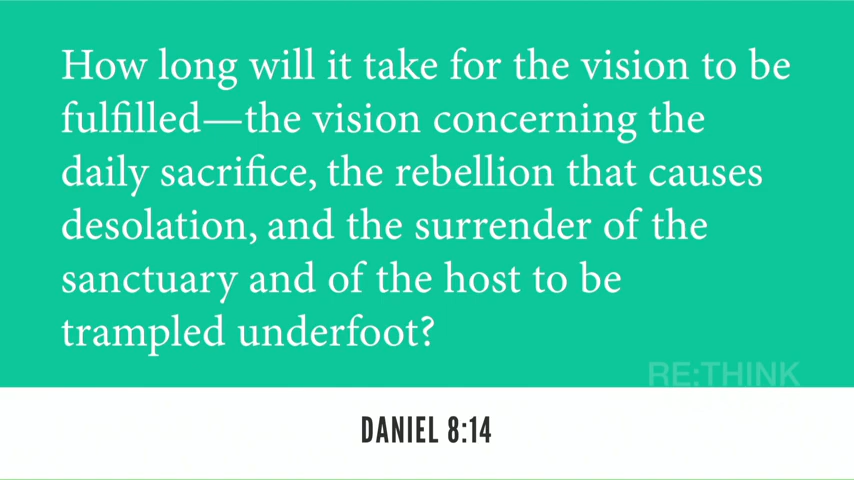 How long will it take for the vision to be
fulfilled—the vision concerning the
daily sacrifice, the rebellion that causes
desolation, and the surrender of the
sanctuary and of the host to be
trampled underfoot?
RE:THINK
DANIEL 8:14